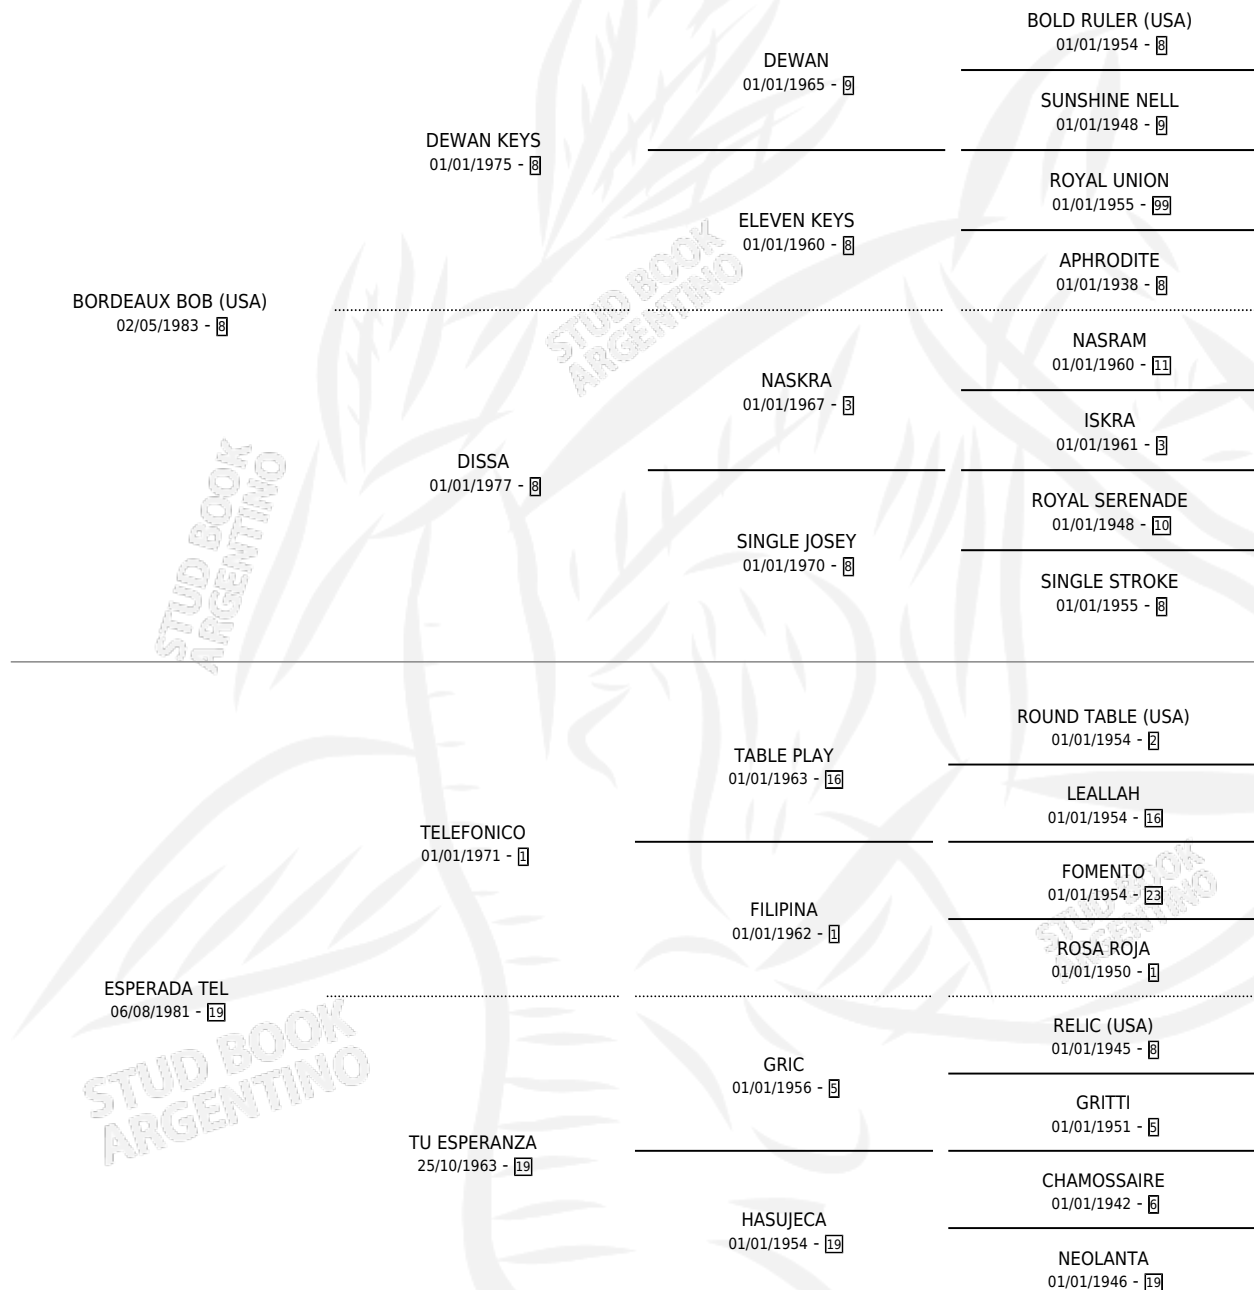 BOLD RULER (USA)
01/01/1954 - 8
DEWAN
01/01/1965 - 9
SUNSHINE NELL
01/01/1948 - 9
DEWAN KEYS
01/01/1975 - 8
ROYAL UNION
01/01/1955 - 99
ELEVEN KEYS
01/01/1960 - 8
APHRODITE
01/01/1938 - 8
BORDEAUX BOB (USA)
02/05/1983 - 8
STUD BOOK
ARGENTINO
NASRAM
01/01/1960 - 11
NASKRA
01/01/1967 - 3
ISKRA
01/01/1961 - 3
DISSA
01/01/1977 - 8
ROYAL SERENADE
01/01/1948 - 10
SINGLE JOSEY
01/01/1970 - 8
SINGLE STROKE
01/01/1955 - 8
STUD BOOK
ARGENTINO
ROUND TABLE (USA)
01/01/1954 - 2
TABLE PLAY
01/01/1963 - 16
LEALLAH
01/01/1954 - 16
TELEFONICO
01/01/1971 - 1
FOMENTO
01/01/1954 - 23
STUD BOOK
ARGENTINO
FILIPINA
01/01/1962 - 1
ROSA ROJA
01/01/1950 - 1
ESPERADA TEL
06/08/1981 - 19
RELIC (USA)
01/01/1945 - 8
GRIC
01/01/1956 - 5
GRITTI
01/01/1951 - 5
STUD BOOK
ARGENTINO
TU ESPERANZA
25/10/1963 - 19
CHAMOSSAIRE
01/01/1942 - 6
HASUJECA
01/01/1954 - 19
NEOLANTA
01/01/1946 - 19